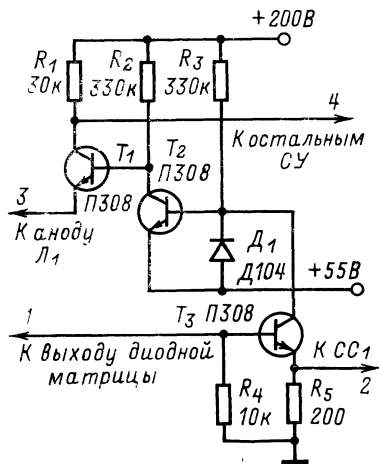 +200В
R1
30к
R2
330к
R3
330к
4
К остальным
СУ
T1
T2
П308
П308
3
К аноду
Л1
Д1
Д104
+55В
1
T3 П308
К выходу диодной
матрицы
К СС1
2
R4
10к
R5
200